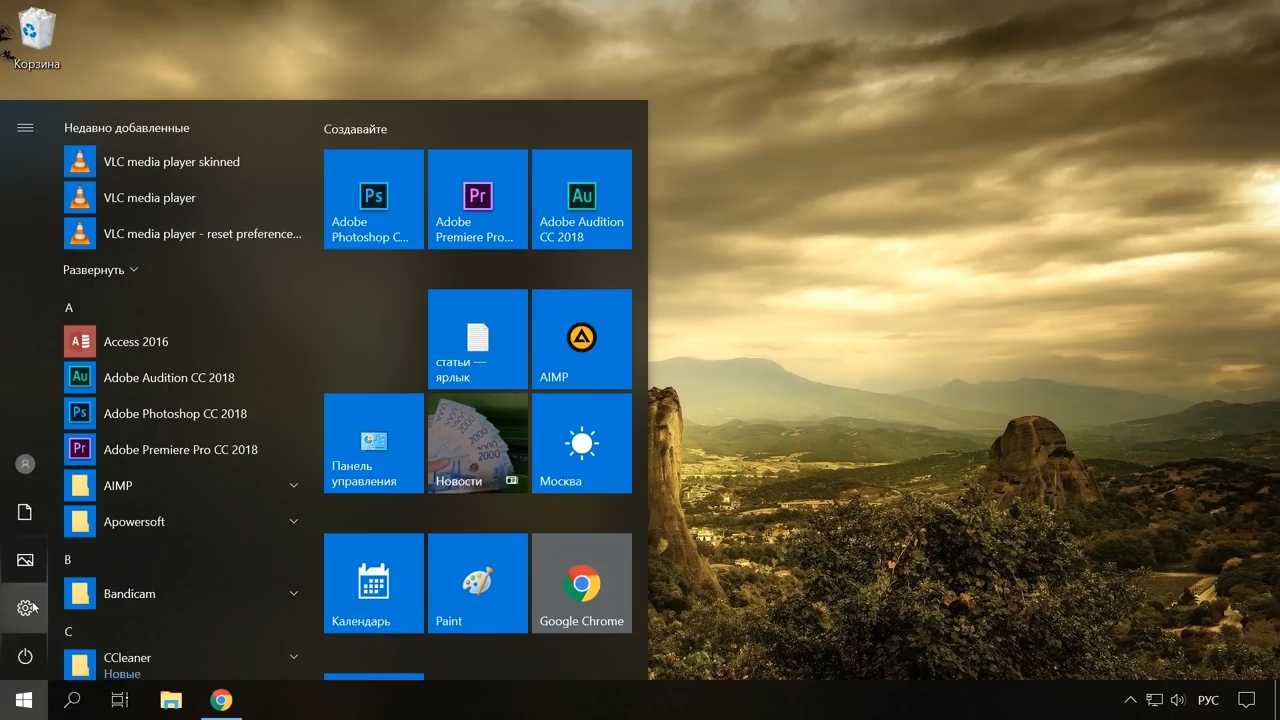 Корзина
Недавно добавленные
VLC media player skinned
VLC media player
VLC media player - reset preference...
Развернуть
A
Access 2016
Adobe Audition CC 2018
Adobe Photoshop CC 2018
Adobe Premiere Pro CC 2018
AIMP
Apowersoft
B
Bandicam
C
CCleaner
Новые
Создавайте
Ps
Adobe
Photoshop C...
Pr
Adobe
Premiere Pro...
Au
Adobe Audition
CC 2018
статьи —
ярлык
AIMP
Панель
управления
Новости
Москва
Календарь
Paint
Google Chrome
РУС